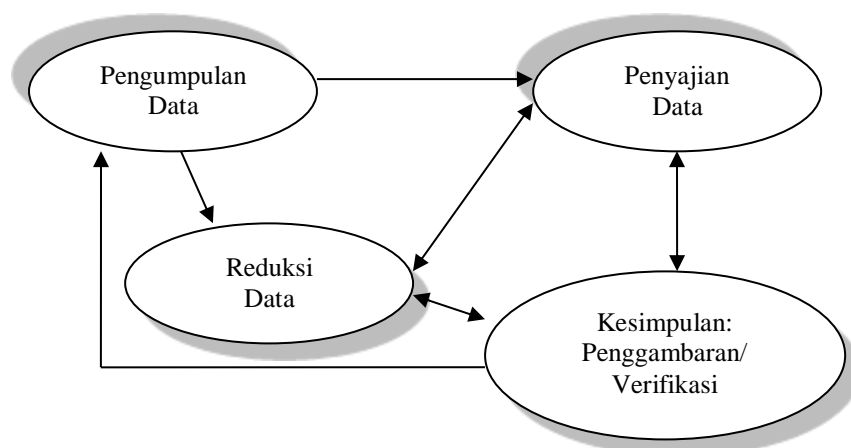 Pengumpulan
Data
Penyajian
Data
Reduksi
Data
Kesimpulan:
Penggambaran/
Verifikasi